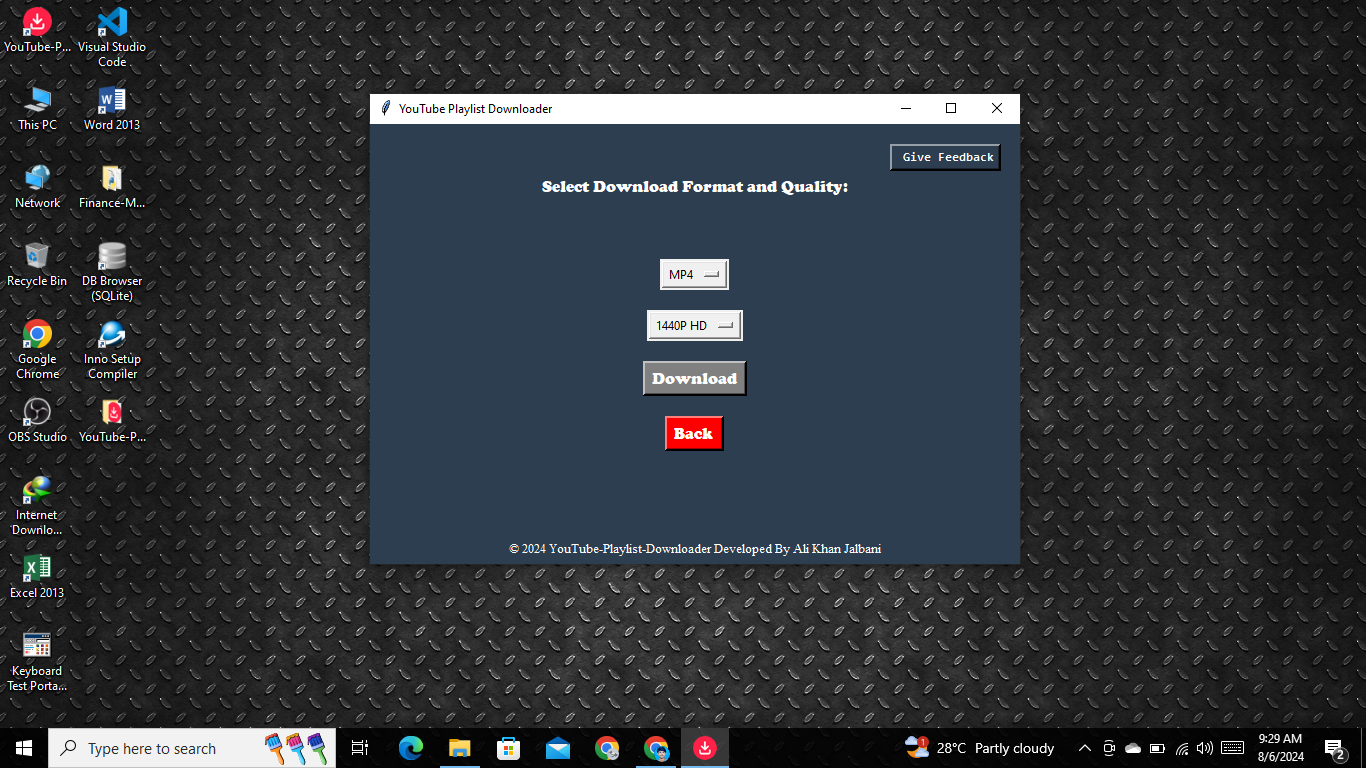 YouTube-P...
Visual Studio
Code
This PC
Word 2013
Network
Finance-M...
Recycle Bin
DB Browser
(SQLite)
Google
Chrome
Inno Setup
Compiler
OBS Studio
YouTube-P...
Internet
Downlo...
Excel 2013
Keyboard
Test Porta...
YouTube Playlist Downloader
Give Feedback
Select Download Format and Quality:
MP4
1440P HD
Download
Back
© 2024 YouTube-Playlist-Downloader Developed By Ali Khan Jalbani
Type here to search
1
28°C Partly cloudy
9:29 AM
8/6/2024
2